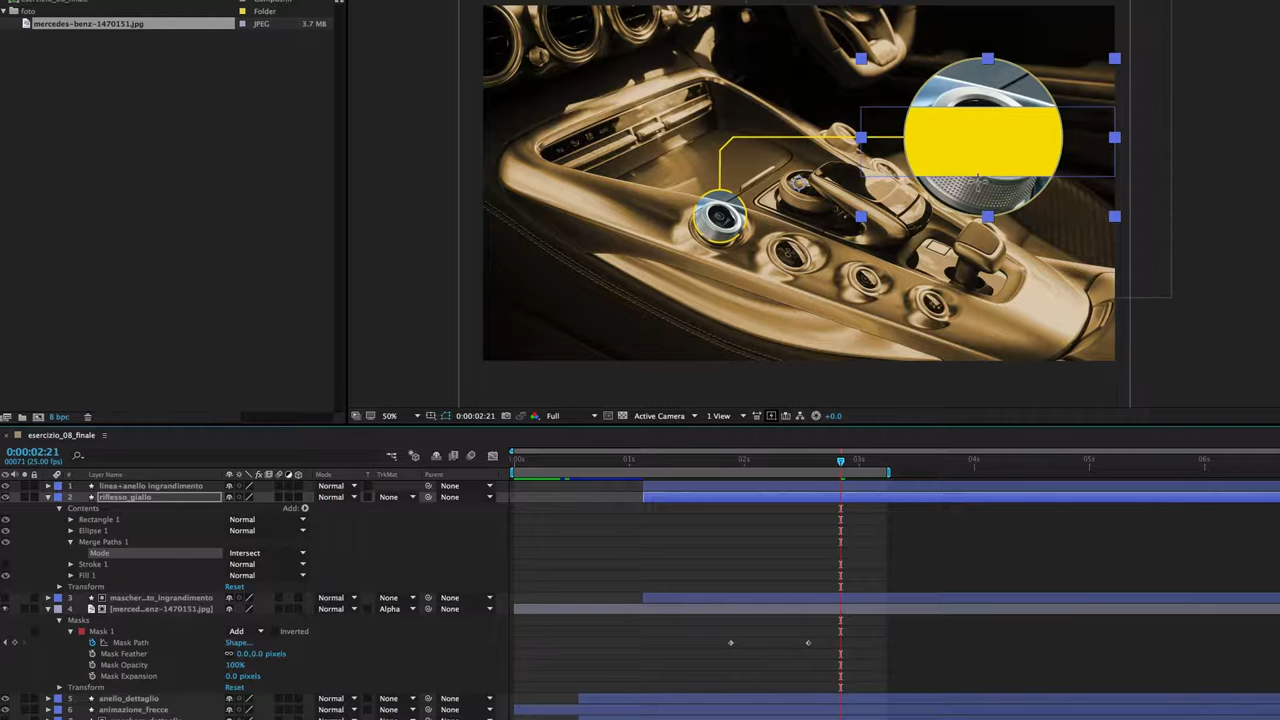 foto Folder
mercedes-benz-1470151.jpg JPEG 3.7 MB
8 bpc 50% 0:00:02:21 Full Active Camera 1 View +0.0
esercizio_08_finale
0:00:02:21
00071 (25.00 fps)
# Layer Name Mode T TrkMat Parent :00s 01s 02s 03s 04s 05s 06s
1 linea+anello ingrandimento Normal None
2 riflesso_giallo Normal None None
Contents Add:
Rectangle 1 Normal
Ellipse 1 Normal
Merge Paths 1
Mode Intersect
Stroke 1 Normal
Fill 1 Normal
Transform Reset
3 mascher...to_ingrandimento Normal None None
4 [merced...enz-1470151.jpg] Normal Alpha None
Masks
Mask 1 Add Inverted
Mask Path Shape...
Mask Feather 0.0,0.0 pixels
Mask Opacity 100%
Mask Expansion 0.0 pixels
Transform Reset
5 anello_dettaglio Normal None None
6 animazione_frecce Normal None None